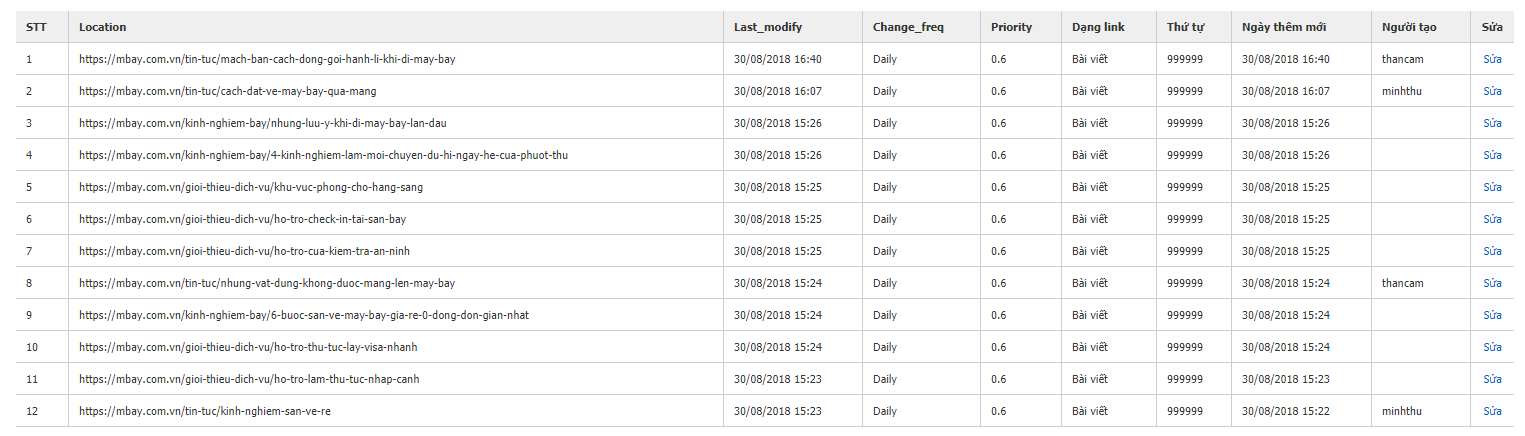 STT Location Last_modify Change_freq Priority Dạng link Thứ tự Ngày thêm mới Người tạo Sửa
1 https://mbay.com.vn/tin-tuc/mach-ban-cach-dong-goi-hanh-li-khi-di-may-bay 30/08/2018 16:40 Daily 0.6 Bài viết 999999 30/08/2018 16:40 thancam Sửa
2 https://mbay.com.vn/tin-tuc/cach-dat-ve-may-bay-qua-mang 30/08/2018 16:07 Daily 0.6 Bài viết 999999 30/08/2018 16:07 minhthu Sửa
3 https://mbay.com.vn/kinh-nghiem-bay/nhung-luu-y-khi-di-may-bay-lan-dau 30/08/2018 15:26 Daily 0.6 Bài viết 999999 30/08/2018 15:26 Sửa
4 https://mbay.com.vn/kinh-nghiem-bay/4-kinh-nghiem-lam-moi-chuyen-du-hi-ngay-he-cua-phuot-thu 30/08/2018 15:26 Daily 0.6 Bài viết 999999 30/08/2018 15:26 Sửa
5 https://mbay.com.vn/gioi-thieu-dich-vu/khu-vuc-phong-cho-hang-sang 30/08/2018 15:25 Daily 0.6 Bài viết 999999 30/08/2018 15:25 Sửa
6 https://mbay.com.vn/gioi-thieu-dich-vu/ho-tro-check-in-tai-san-bay 30/08/2018 15:25 Daily 0.6 Bài viết 999999 30/08/2018 15:25 Sửa
7 https://mbay.com.vn/gioi-thieu-dich-vu/ho-tro-cua-kiem-tra-an-ninh 30/08/2018 15:25 Daily 0.6 Bài viết 999999 30/08/2018 15:25 Sửa
8 https://mbay.com.vn/tin-tuc/nhung-vat-dung-khong-duoc-mang-len-may-bay 30/08/2018 15:24 Daily 0.6 Bài viết 999999 30/08/2018 15:24 thancam Sửa
9 https://mbay.com.vn/kinh-nghiem-bay/6-buoc-san-ve-may-bay-gia-re-0-dong-don-gian-nhat 30/08/2018 15:24 Daily 0.6 Bài viết 999999 30/08/2018 15:24 Sửa
10 https://mbay.com.vn/gioi-thieu-dich-vu/ho-tro-thu-tuc-lay-visa-nhanh 30/08/2018 15:24 Daily 0.6 Bài viết 999999 30/08/2018 15:24 Sửa
11 https://mbay.com.vn/gioi-thieu-dich-vu/ho-tro-lam-thu-tuc-nhap-canh 30/08/2018 15:23 Daily 0.6 Bài viết 999999 30/08/2018 15:23 Sửa
12 https://mbay.com.vn/tin-tuc/kinh-nghiem-san-ve-re 30/08/2018 15:23 Daily 0.6 Bài viết 999999 30/08/2018 15:22 minhthu Sửa